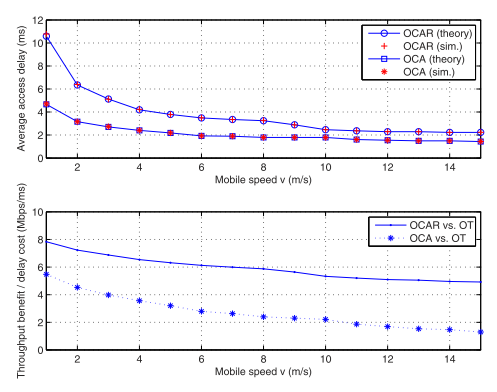 Average access delay (ms)
12
10
8
6
4
2
0
OCAR (theory)
OCAR (sim.)
OCA (theory)
OCA (sim.)
2
4
6
8
10
12
14
Mobile speed v (m/s)
Throughput benefit / delay cost (Mbps/ms)
10
8
6
4
2
0
OCAR vs. OT
OCA vs. OT
2
4
6
8
10
12
14
Mobile speed v (m/s)